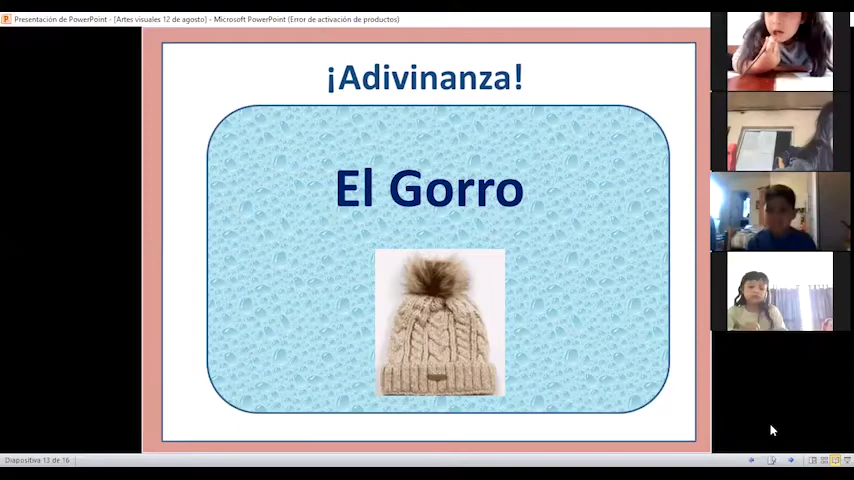 Presentación de PowerPoint - [Artes visuales 12 de agosto] - Microsoft PowerPoint (Error de activación de productos)
¡Adivinanza!
El Gorro
Diapositiva 13 de 16